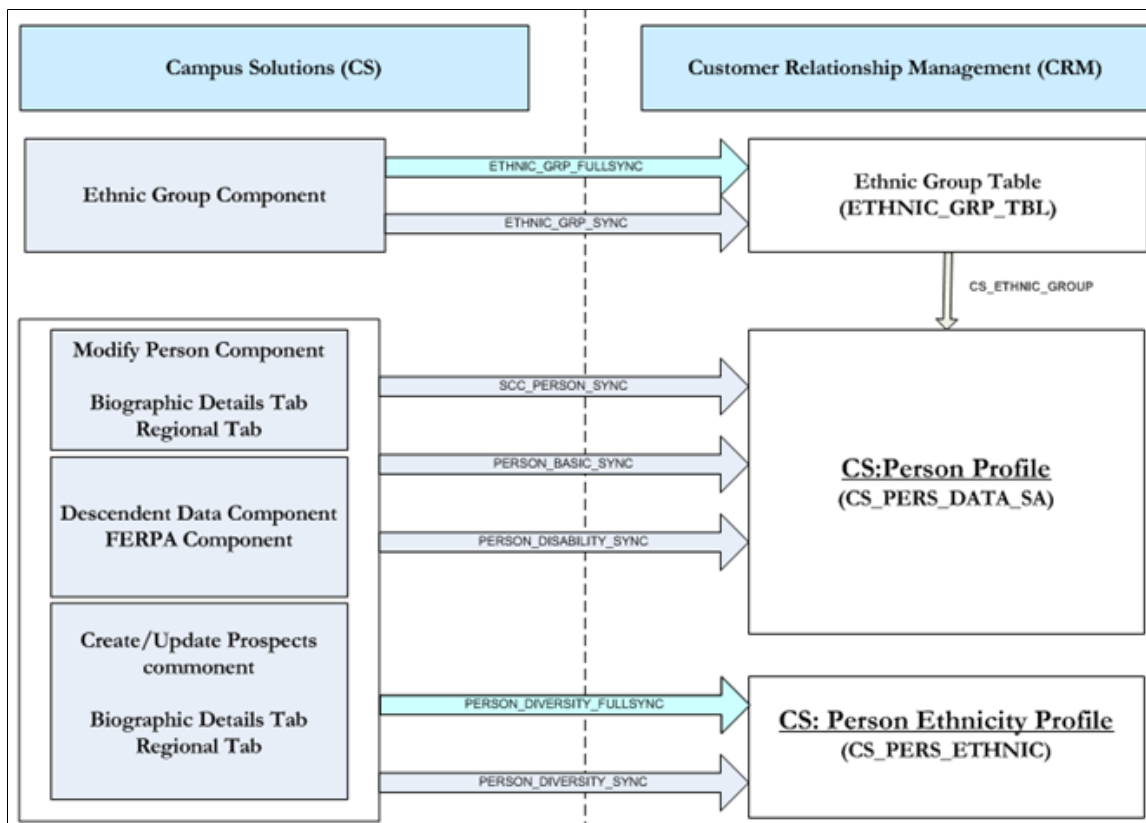 Campus Solutions (CS)
Customer Relationship Management (CRM)
Ethnic Group Component
ETHNIC_GRP_FULLSYNC
ETHNIC_GRP_SYNC
Ethnic Group Table
(ETHNIC_GRP_TBL)
CS_ETHNIC_GROUP
Modify Person Component
Biographic Details Tab
Regional Tab
SCC_PERSON_SYNC
PERSON_BASIC_SYNC
CS:Person Profile
(CS_PERS_DATA_SA)
Descendent Data Component
FERPA Component
PERSON_DISABILITY_SYNC
Create/Update Prospects
commonent
Biographic Details Tab
Regional Tab
PERSON_DIVERSITY_FULLSYNC
PERSON_DIVERSITY_SYNC
CS: Person Ethnicity Profile
(CS_PERS_ETHNIC)